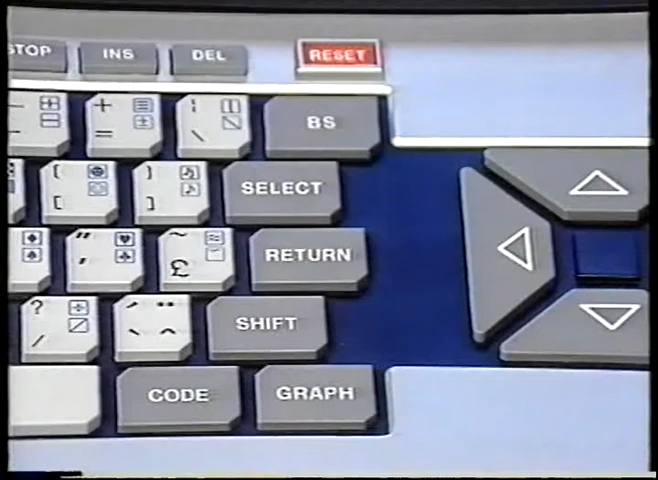 STOP INS DEL RESET
+ = ¦ \ BS
[ [ ] ] SELECT
" ' ~ £ RETURN
? / SHIFT
CODE GRAPH